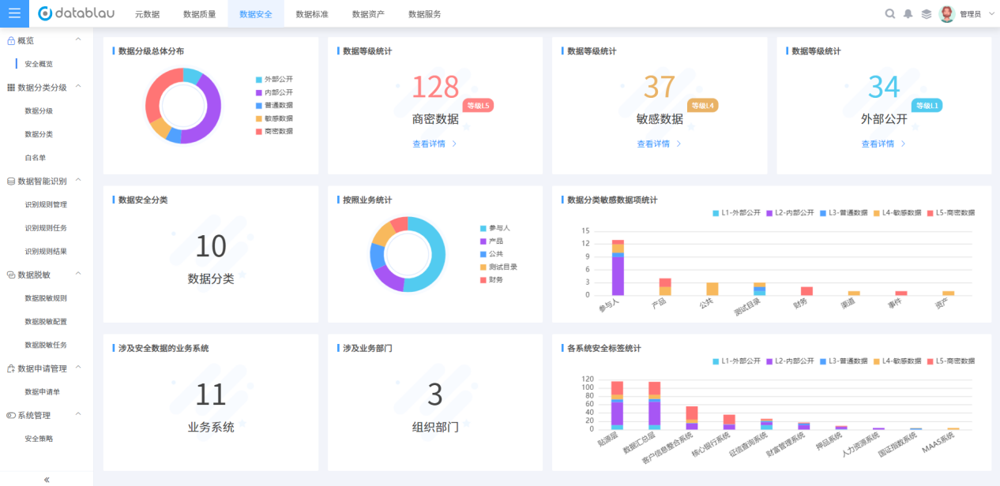 datablau
元数据
数据质量
数据安全
数据标准
数据资产
数据服务
管理员
概览
安全概览
数据分类分级
数据分级
数据分类
白名单
数据智能识别
识别规则管理
识别规则任务
识别规则结果
数据脱敏
数据脱敏规则
数据脱敏配置
数据脱敏任务
数据申请管理
数据申请单
系统管理
安全策略
数据分级总体分布
外部公开
内部公开
普通数据
敏感数据
商密数据
数据等级统计
128
等级L5
商密数据
查看详情
数据等级统计
37
等级L4
敏感数据
查看详情
数据等级统计
34
等级L1
外部公开
查看详情
数据安全分类
10
数据分类
按照业务统计
参与人
产品
公共
测试目录
财务
数据分类敏感数据项统计
L1-外部公开 L2-内部公开 L3-普通数据 L4-敏感数据 L5-商密数据
15
12
9
6
3
0
参与人 产品 公共 测试目录 财务 渠道 事件 资产
涉及安全数据的业务系统
11
业务系统
涉及业务部门
3
组织部门
各系统安全标签统计
L1-外部公开 L2-内部公开 L3-普通数据 L4-敏感数据 L5-商密数据
120
100
80
60
40
20
0
贴源层 数据汇总层 客户信息整合系统 核心银行系统 征信查询系统 财富管理系统 押品系统 人力资源系统 国证指数系统 MAAS系统